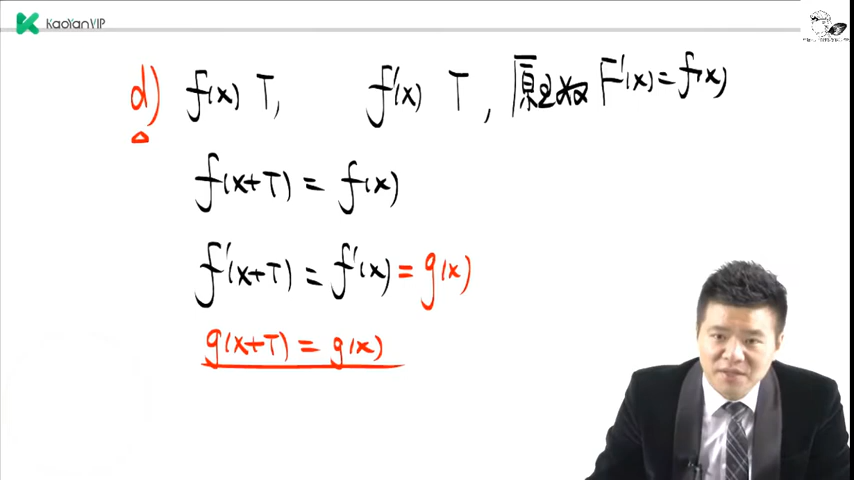 KaoYanVIP
d) f(x) T, f'(x) T, 原函数 F'(x)=f(x)
f(x+T) = f(x)
f'(x+T) = f'(x) = g(x)
g(x+T) = g(x)